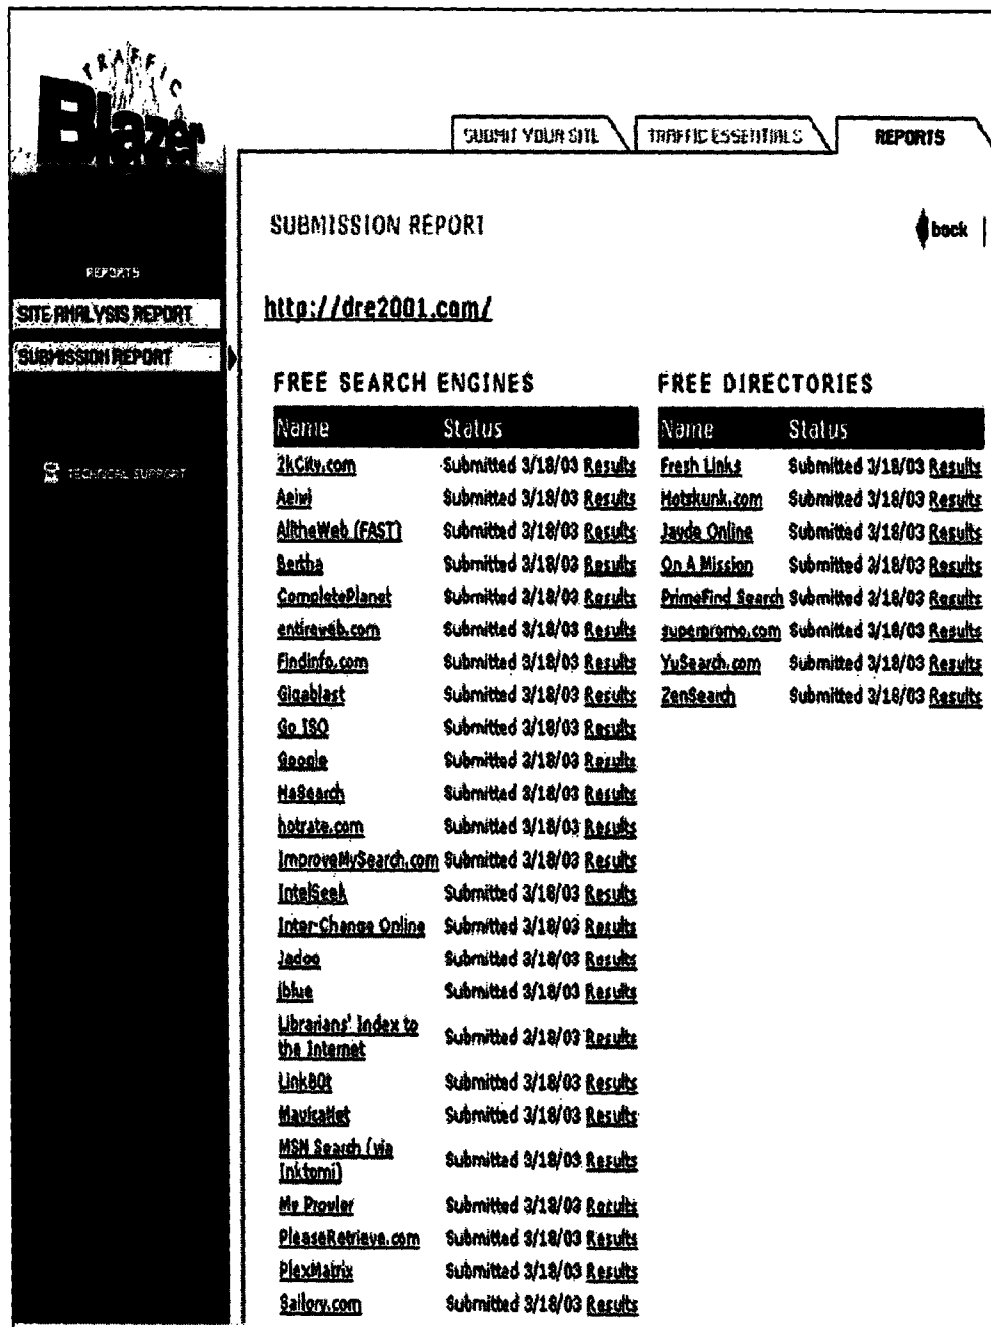 TRAFFIC
Blazer
SUBMIT YOUR SITE
TRAFFIC ESSENTIALS
REPORTS
SUBMISSION REPORT
back
REPORTS
SITE ANALYSIS REPORT
SUBMISSION REPORT
TECHNICAL SUPPORT
http://dre2001.com/
FREE SEARCH ENGINES
Name Status
2kCity.com Submitted 3/18/03 Results
Aeiwi Submitted 3/18/03 Results
AlltheWeb (FAST) Submitted 3/18/03 Results
Bertha Submitted 3/18/03 Results
CompletePlanet Submitted 3/18/03 Results
entireweb.com Submitted 3/18/03 Results
Findinfo.com Submitted 3/18/03 Results
Gigablast Submitted 3/18/03 Results
Go ISO Submitted 3/18/03 Results
Google Submitted 3/18/03 Results
HaSearch Submitted 3/18/03 Results
hotrate.com Submitted 3/18/03 Results
ImproveMySearch.com Submitted 3/18/03 Results
IntelSeek Submitted 3/18/03 Results
Inter-Change Online Submitted 3/18/03 Results
Jadoo Submitted 3/18/03 Results
jblue Submitted 3/18/03 Results
Librarians' Index to
the Internet Submitted 3/18/03 Results
LinkB0t Submitted 3/18/03 Results
MavicaNet Submitted 3/18/03 Results
MSN Search (via
Inktomi) Submitted 3/18/03 Results
My Prowler Submitted 3/18/03 Results
PleaseRetrieve.com Submitted 3/18/03 Results
PlexMatrix Submitted 3/18/03 Results
Sailory.com Submitted 3/18/03 Results
FREE DIRECTORIES
Name Status
Fresh Links Submitted 3/18/03 Results
Hotskunk.com Submitted 3/18/03 Results
Jayde Online Submitted 3/18/03 Results
On A Mission Submitted 3/18/03 Results
PrimeFind Search Submitted 3/18/03 Results
superpromo.com Submitted 3/18/03 Results
YuSearch.com Submitted 3/18/03 Results
ZenSearch Submitted 3/18/03 Results